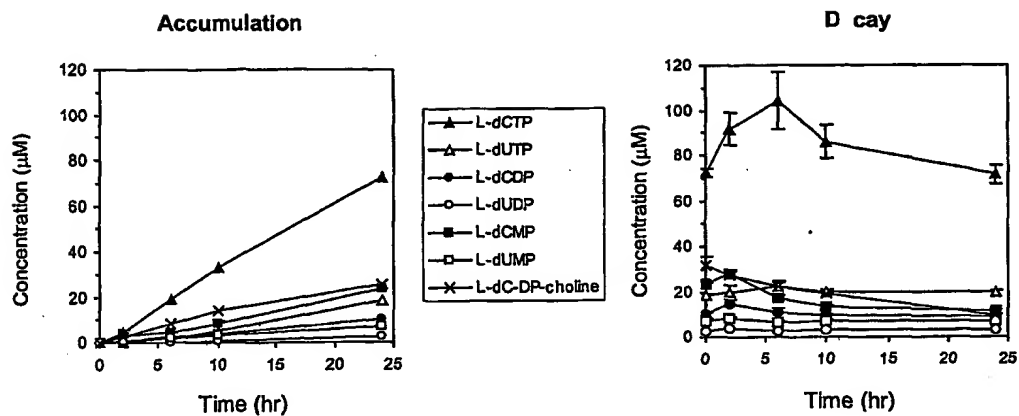 Accumulation
Concentration (µM)
120
100
80
60
40
20
0
0 5 10 15 20 25
Time (hr)
L-dCTP
L-dUTP
L-dCDP
L-dUDP
L-dCMP
L-dUMP
L-dC-DP-choline
D cay
Concentration (µM)
120
100
80
60
40
20
0
0 5 10 15 20 25
Time (hr)